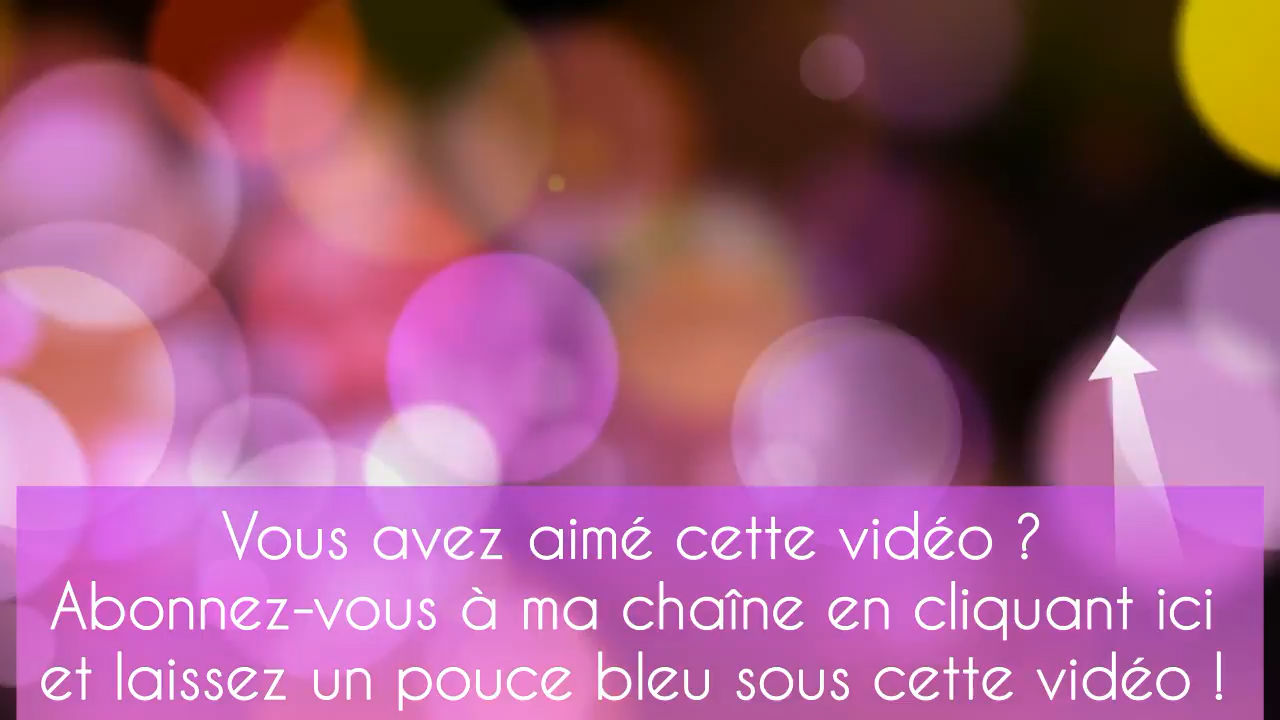 Vous avez aimé cette vidéo ?
Abonnez-vous à ma chaîne en cliquant ici
et laissez un pouce bleu sous cette vidéo !